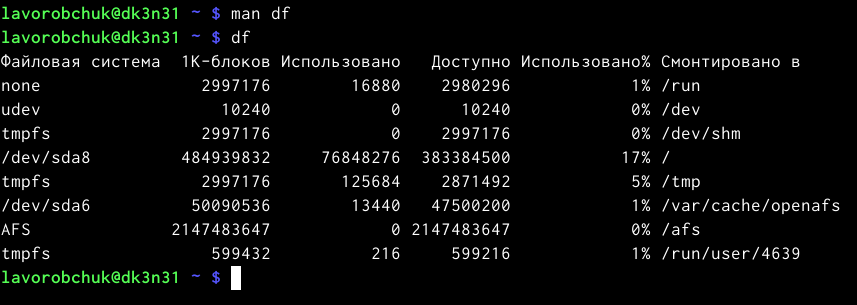 lavorobchuk@dk3n31 ~ $ man df
lavorobchuk@dk3n31 ~ $ df
Файловая система 1K-блоков Использовано Доступно Использовано% Смонтировано в
none 2997176 16880 2980296 1% /run
udev 10240 0 10240 0% /dev
tmpfs 2997176 0 2997176 0% /dev/shm
/dev/sda8 484939832 76848276 383384500 17% /
tmpfs 2997176 125684 2871492 5% /tmp
/dev/sda6 50090536 13440 47500200 1% /var/cache/openafs
AFS 2147483647 0 2147483647 0% /afs
tmpfs 599432 216 599216 1% /run/user/4639
lavorobchuk@dk3n31 ~ $